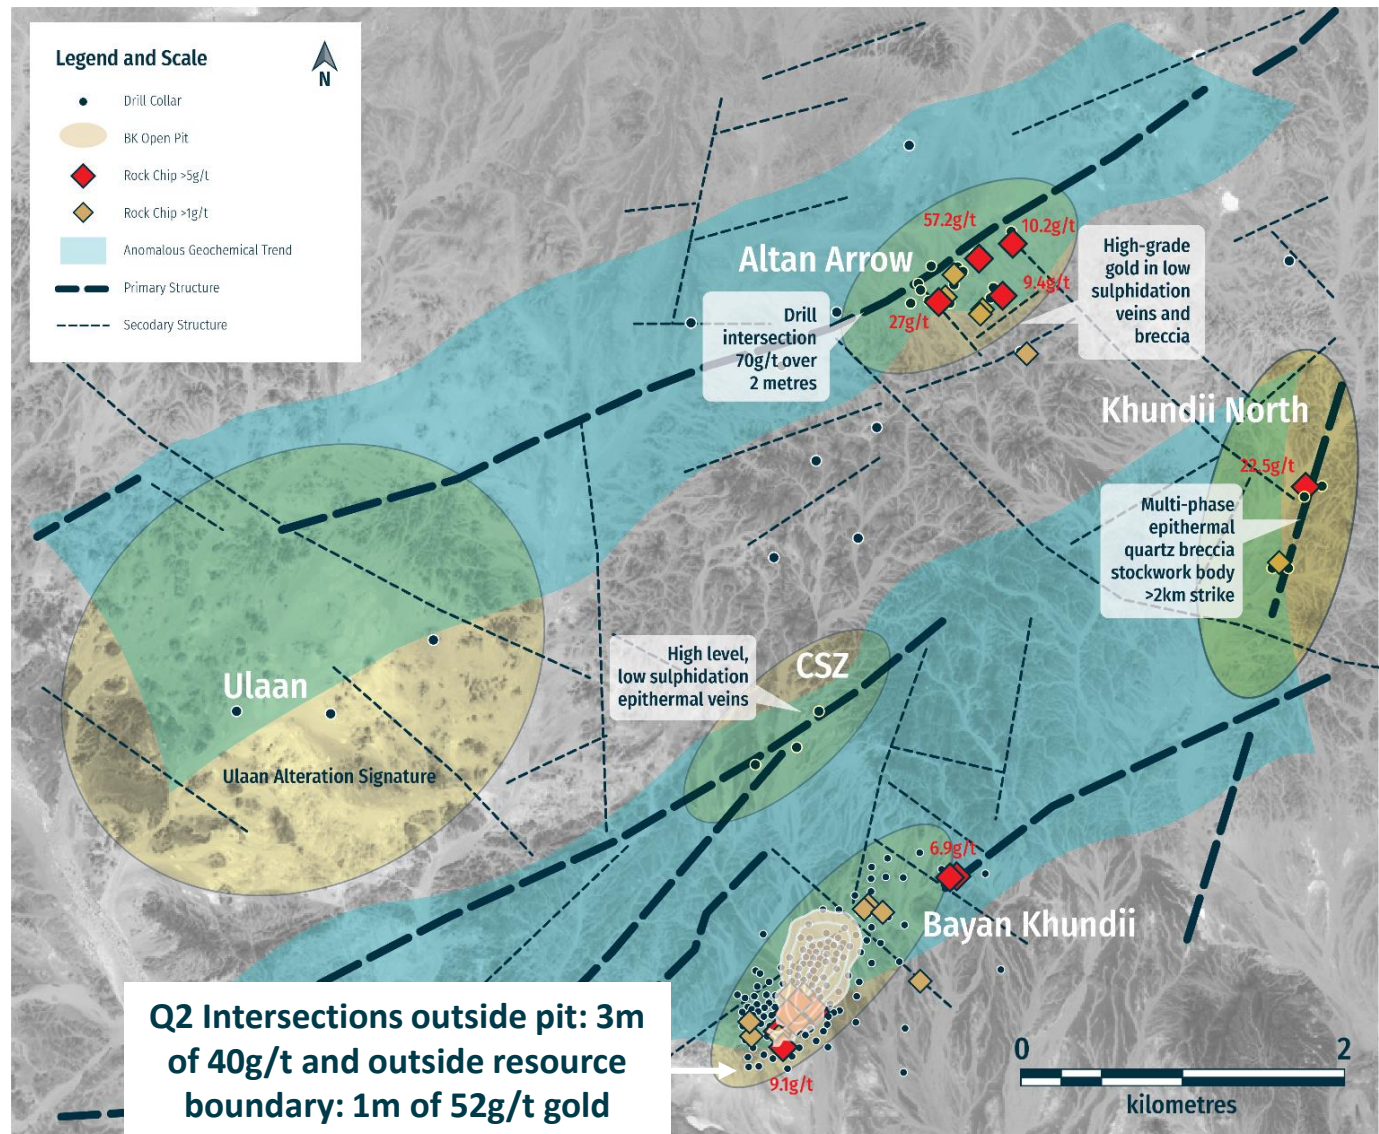 Legend and Scale
N
Drill Collar
BK Open Pit
Rock Chip >5g/t
Rock Chip >1g/t
Anomalous Geochemical Trend
Primary Structure
Secodary Structure
57.2g/t
10.2g/t
Altan Arrow
9.4g/t
27g/t
High-grade
gold in low
sulphidation
veins and
breccia
Drill
intersection
70g/t over
2 metres
Khundii North
22.5g/t
Multi-phase
epithermal
quartz breccia
stockwork body
>2km strike
High level,
low sulphidation
epithermal veins
CSZ
Ulaan
Ulaan Alteration Signature
6.9g/t
Bayan Khundii
9.1g/t
Q2 Intersections outside pit: 3m
of 40g/t and outside resource
boundary: 1m of 52g/t gold
0
2
kilometres